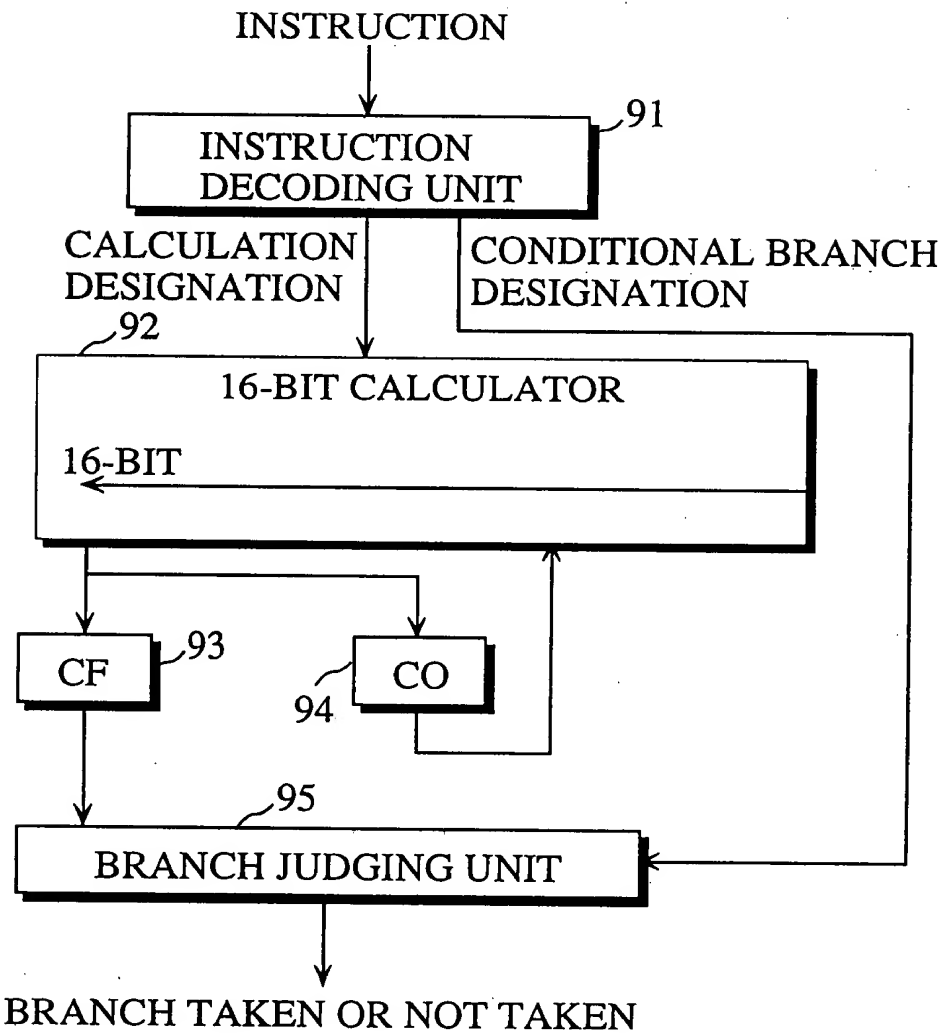 INSTRUCTION
91
INSTRUCTION
DECODING UNIT
CALCULATION
DESIGNATION
CONDITIONAL BRANCH
DESIGNATION
92
16-BIT CALCULATOR
16-BIT
CF
93
CO
94
95
BRANCH JUDGING UNIT
BRANCH TAKEN OR NOT TAKEN